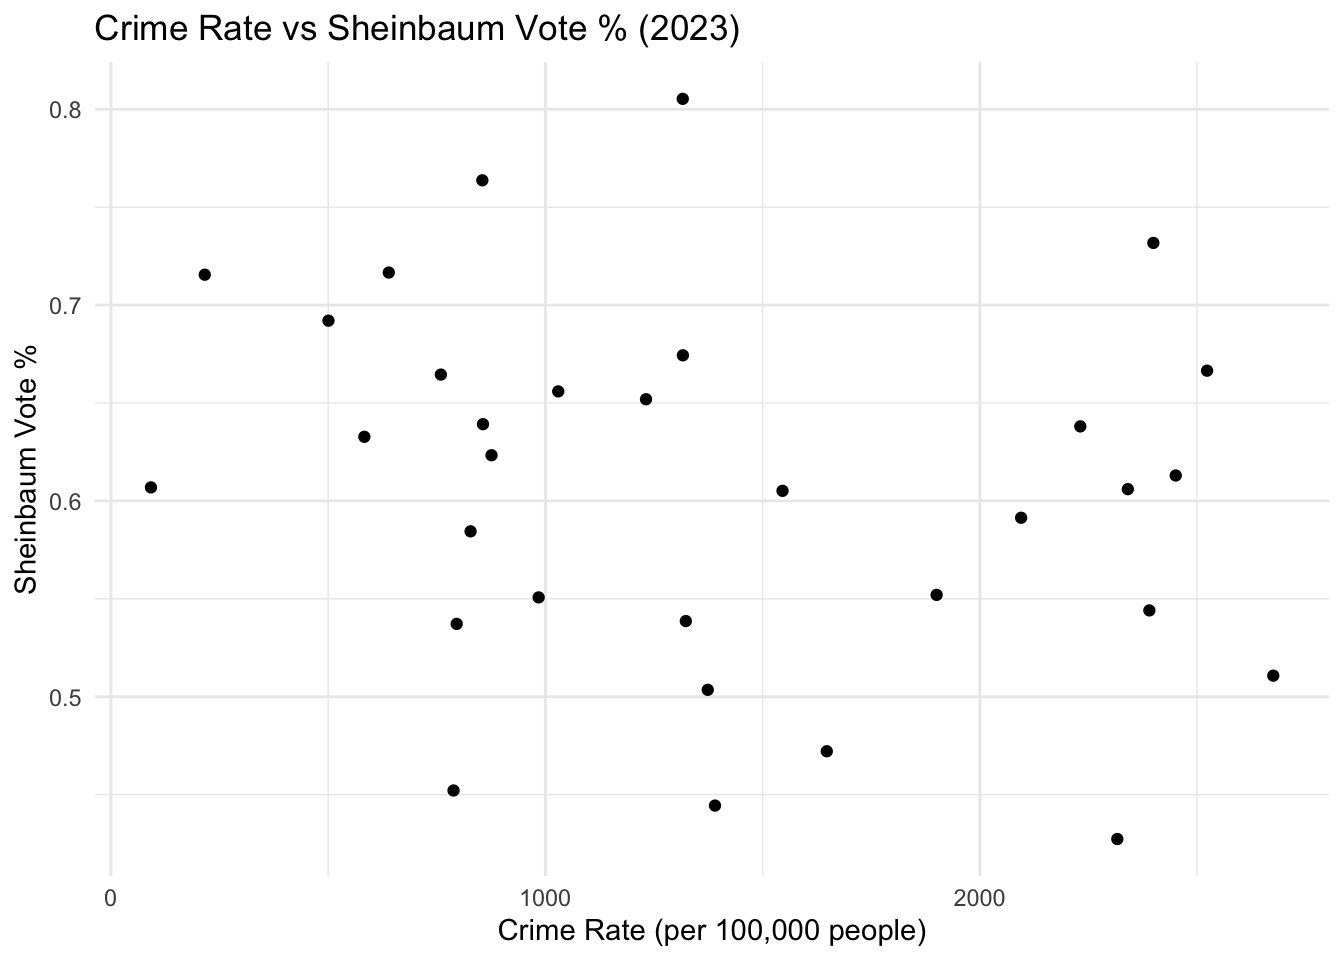 Crime Rate vs Sheinbaum Vote % (2023)
0.8
0.7
0.6
0.5
Sheinbaum Vote %
0
1000
2000
Crime Rate (per 100,000 people)